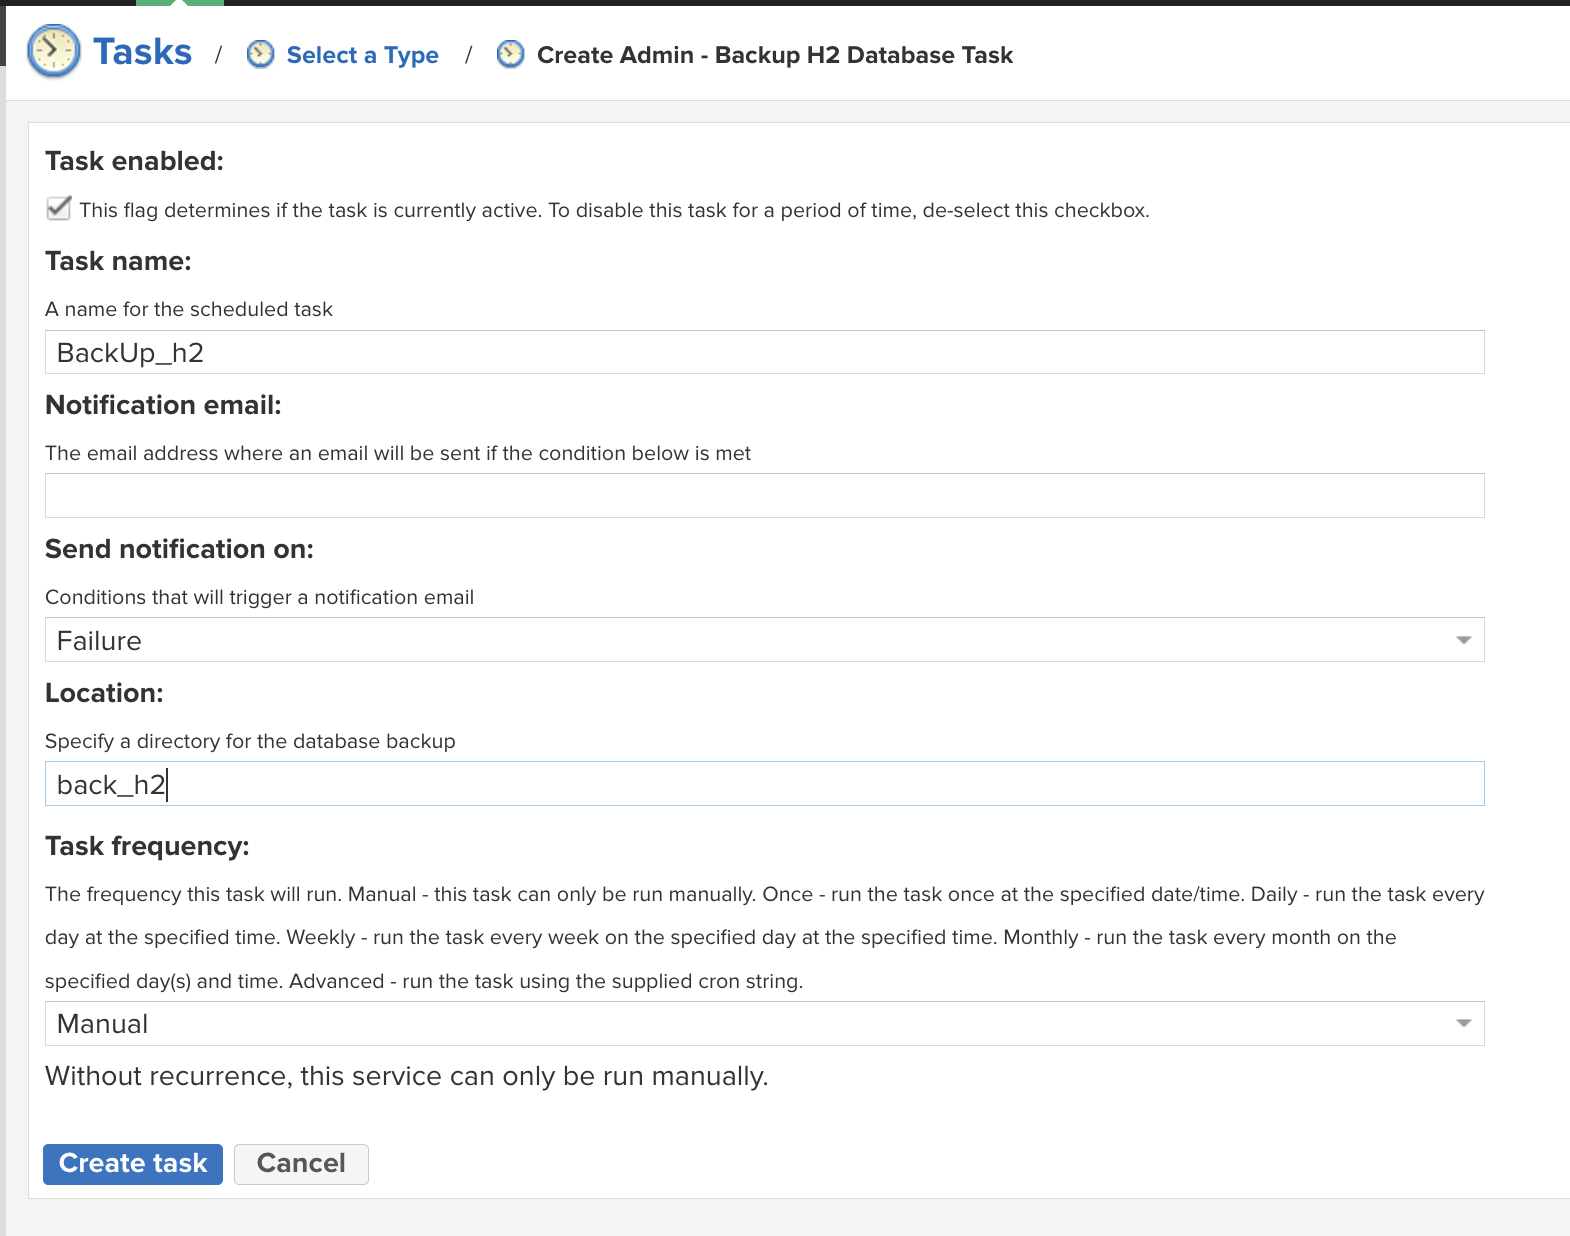 Tasks / Select a Type / Create Admin - Backup H2 Database Task
Task enabled:
This flag determines if the task is currently active. To disable this task for a period of time, de-select this checkbox.
Task name:
A name for the scheduled task
BackUp_h2
Notification email:
The email address where an email will be sent if the condition below is met
Send notification on:
Conditions that will trigger a notification email
Failure
Location:
Specify a directory for the database backup
back_h2
Task frequency:
The frequency this task will run. Manual - this task can only be run manually. Once - run the task once at the specified date/time. Daily - run the task every
day at the specified time. Weekly - run the task every week on the specified day at the specified time. Monthly - run the task every month on the
specified day(s) and time. Advanced - run the task using the supplied cron string.
Manual
Without recurrence, this service can only be run manually.
Create task Cancel